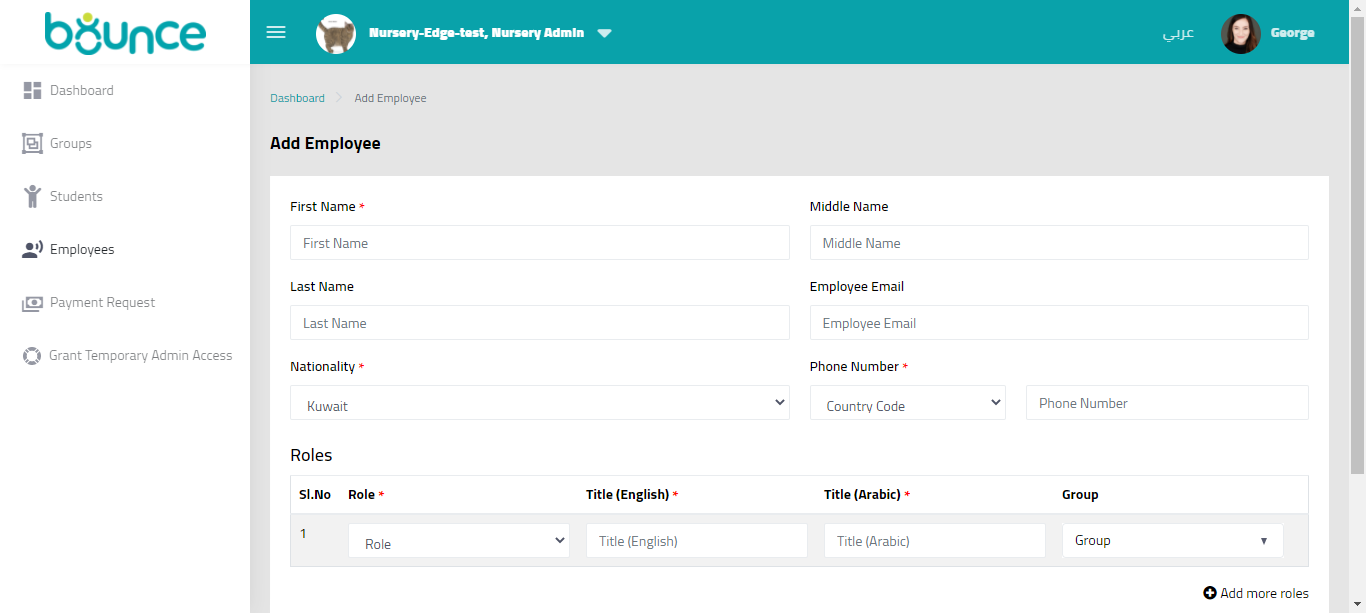 bounce
Nursery-Edge-test, Nursery Admin
عربي
George
Dashboard
Groups
Students
Employees
Payment Request
Grant Temporary Admin Access
Dashboard > Add Employee
Add Employee
First Name *
Middle Name
First Name
Middle Name
Last Name
Employee Email
Last Name
Employee Email
Nationality *
Phone Number *
Kuwait
Country Code
Phone Number
Roles
Sl.No Role * Title (English) * Title (Arabic) * Group
1 Role Title (English) Title (Arabic) Group
Add more roles